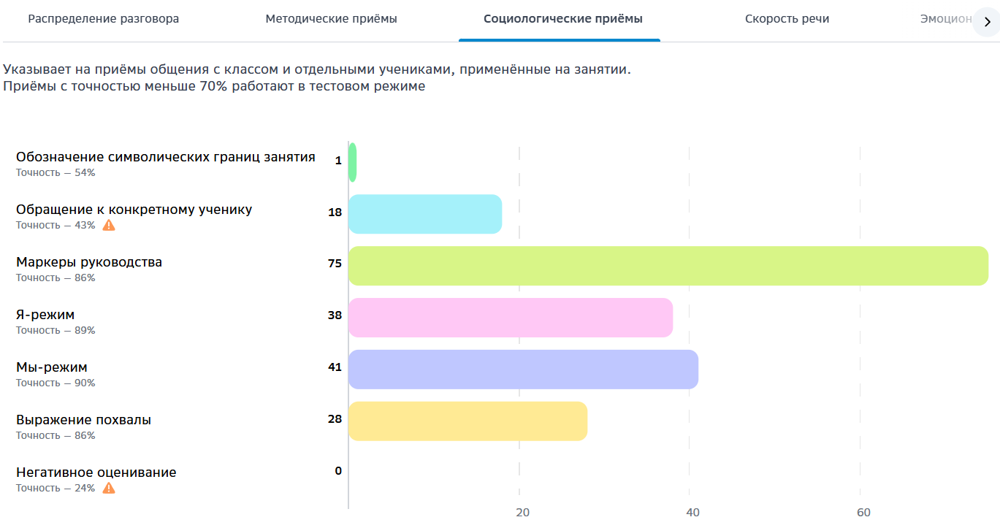 Распределение разговора
Методические приёмы
Социологические приёмы
Скорость речи
Эмоцион
Указывает на приёмы общения с классом и отдельными учениками, применённые на занятии.
Приёмы с точностью меньше 70% работают в тестовом режиме
Обозначение символических границ занятия
1
Точность — 54%
Обращение к конкретному ученику
18
Точность — 43%
Маркеры руководства
75
Точность — 86%
Я-режим
38
Точность — 89%
Мы-режим
41
Точность — 90%
Выражение похвалы
28
Точность — 86%
Негативное оценивание
0
Точность — 24%
20
40
60